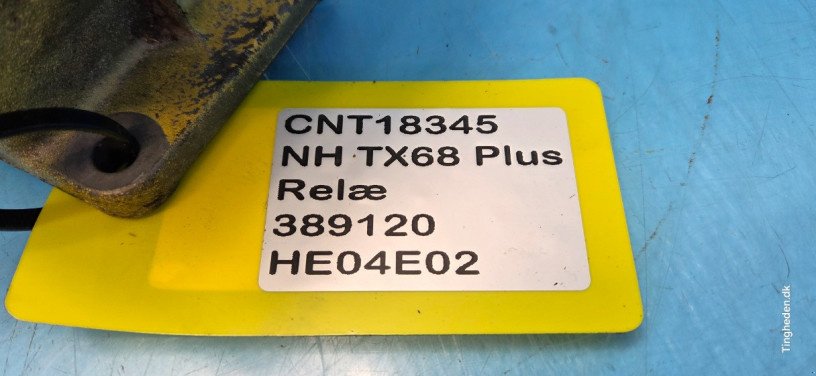 CNT18345
NH TX68 Plus
Relæ
389120
HE04E02
Tingheden.dk